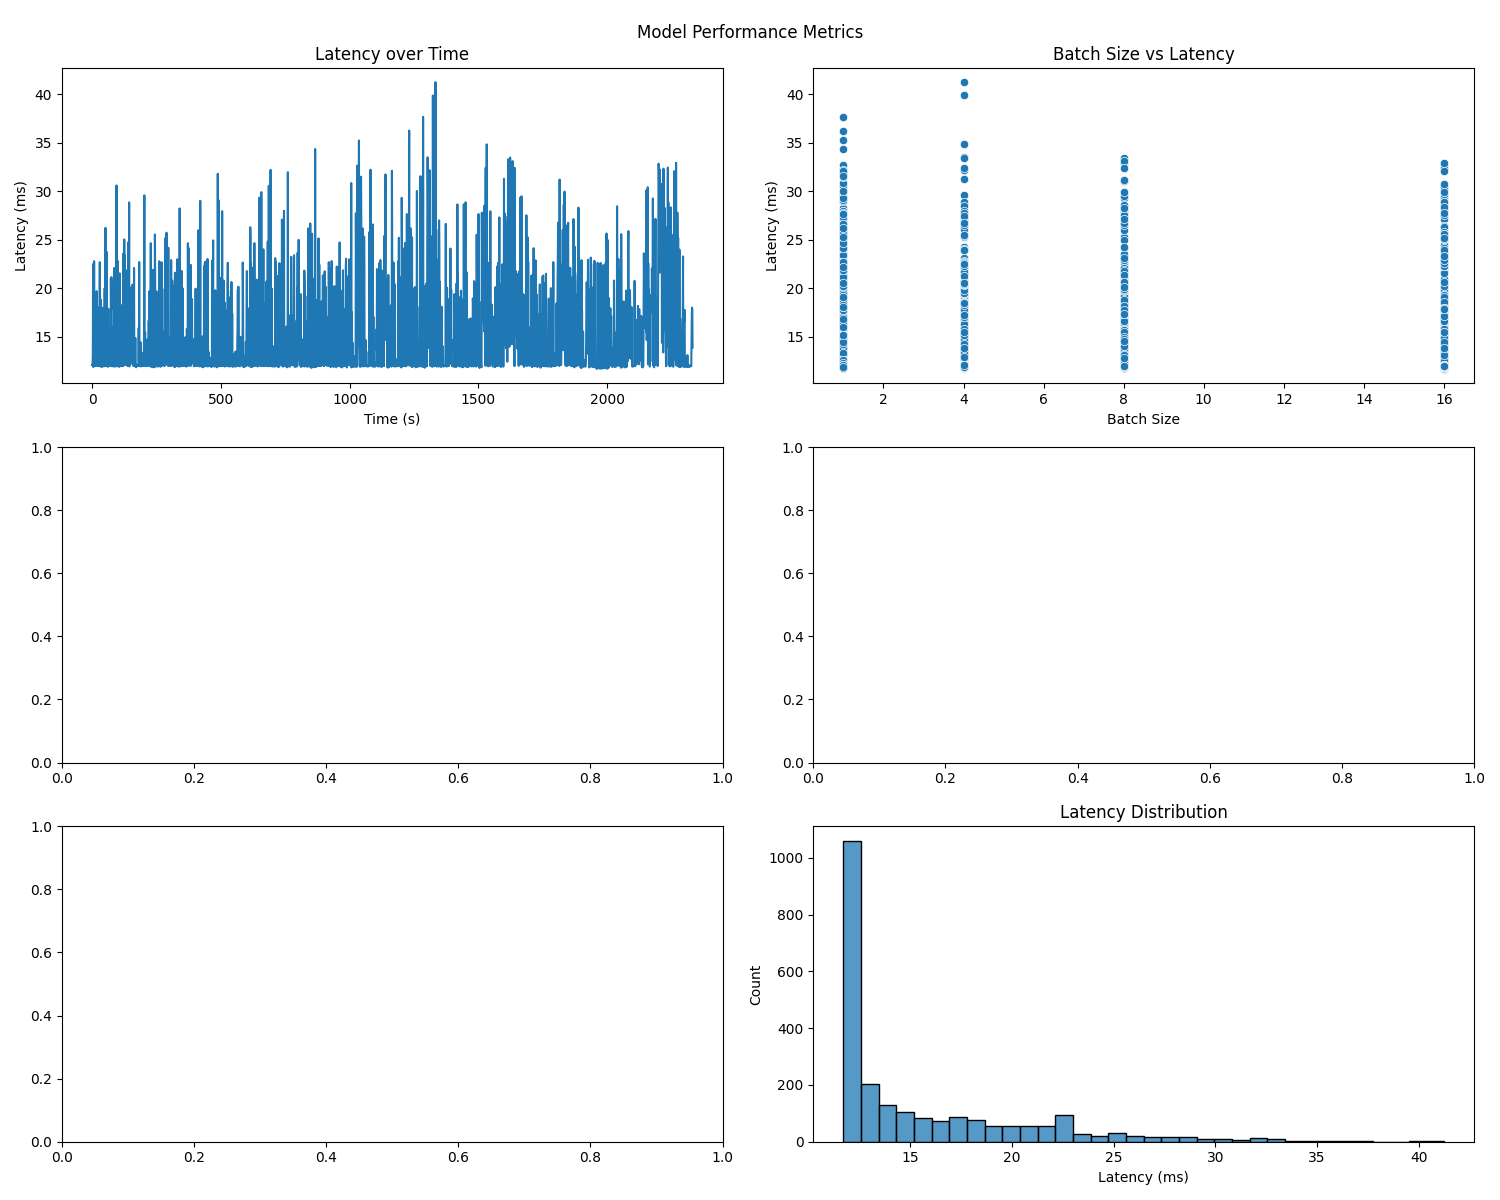 Model Performance Metrics
Latency over Time
Latency (ms)
40
35
30
25
20
15
0 500 1000 1500 2000
Time (s)
Batch Size vs Latency
Latency (ms)
40
35
30
25
20
15
2 4 6 8 10 12 14 16
Batch Size
1.0
0.8
0.6
0.4
0.2
0.0
0.0 0.2 0.4 0.6 0.8 1.0
1.0
0.8
0.6
0.4
0.2
0.0
0.0 0.2 0.4 0.6 0.8 1.0
1.0
0.8
0.6
0.4
0.2
0.0
0.0 0.2 0.4 0.6 0.8 1.0
Latency Distribution
Count
1000
800
600
400
200
0
15 20 25 30 35 40
Latency (ms)